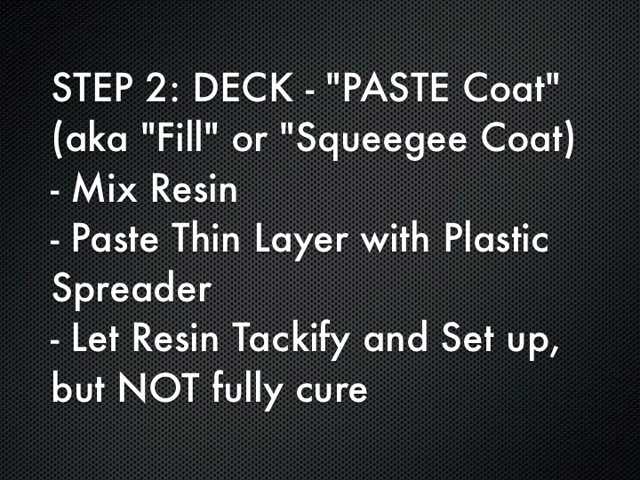 STEP 2: DECK - "PASTE Coat"
(aka "Fill" or "Squeegee Coat)
- Mix Resin
- Paste Thin Layer with Plastic
Spreader
- Let Resin Tackify and Set up,
but NOT fully cure